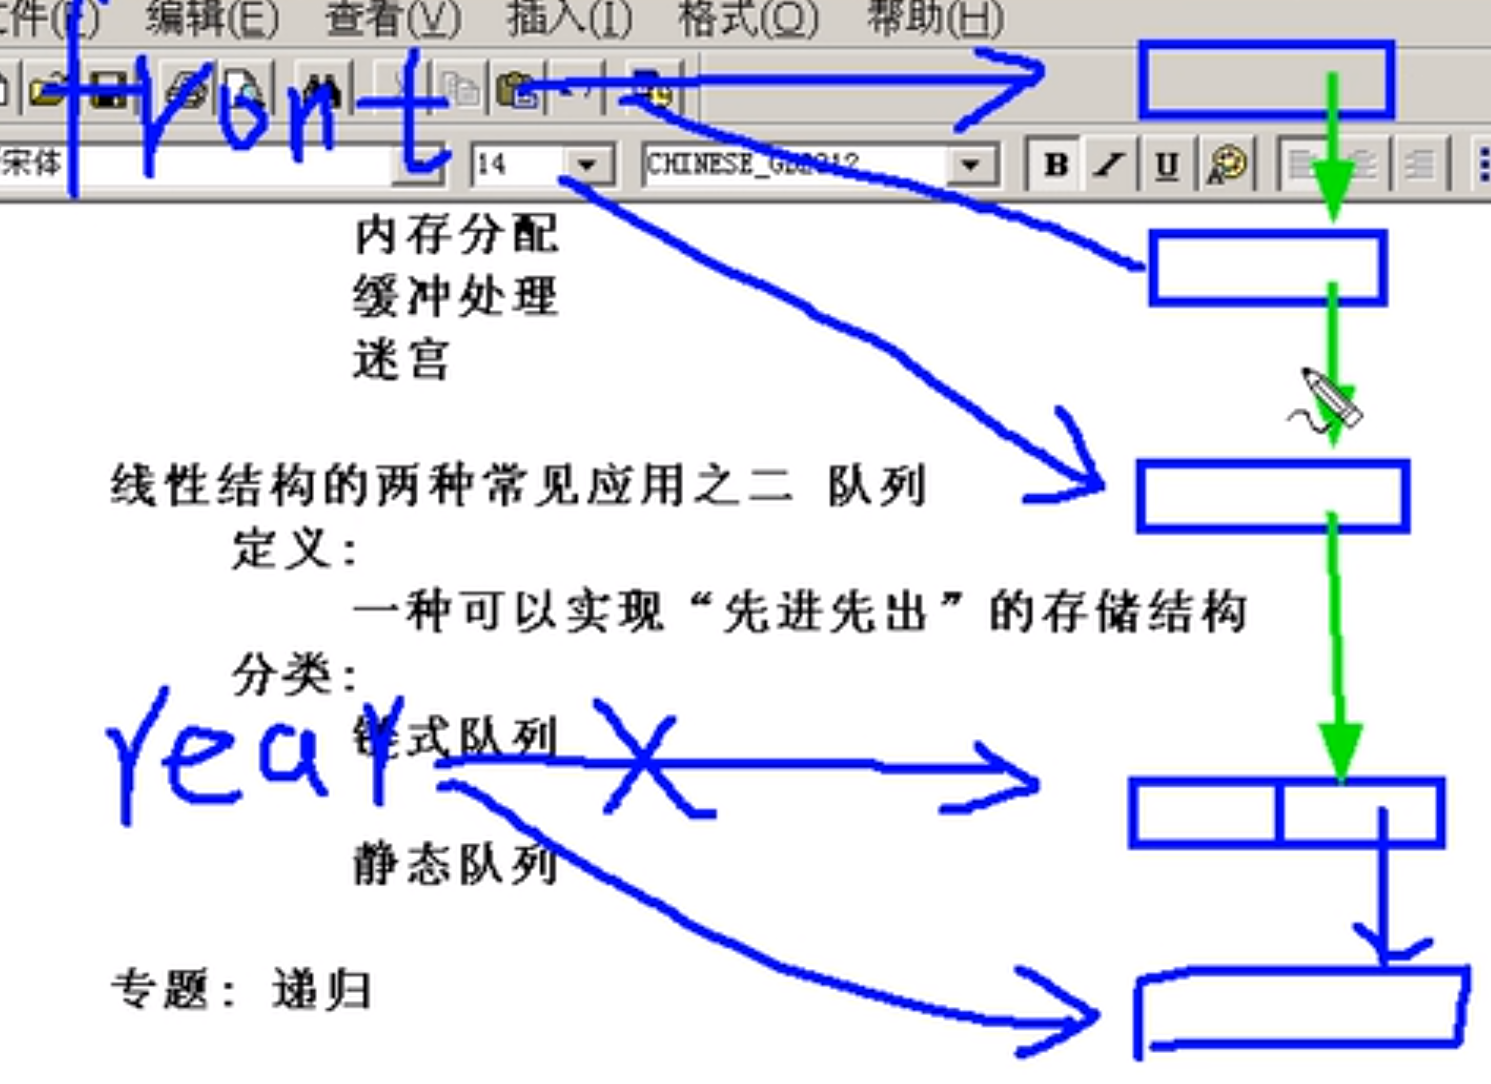 编辑(E) 查看(V) 插入(I) 格式(O) 帮助(H)
front
宋体 14 CHINESE_GB2312 B I U A
内存分配
缓冲处理
迷宫
线性结构的两种常见应用之二 队列
定义:
一种可以实现“先进先出”的存储结构
分类:
rear
链式队列
静态队列
专题: 递归